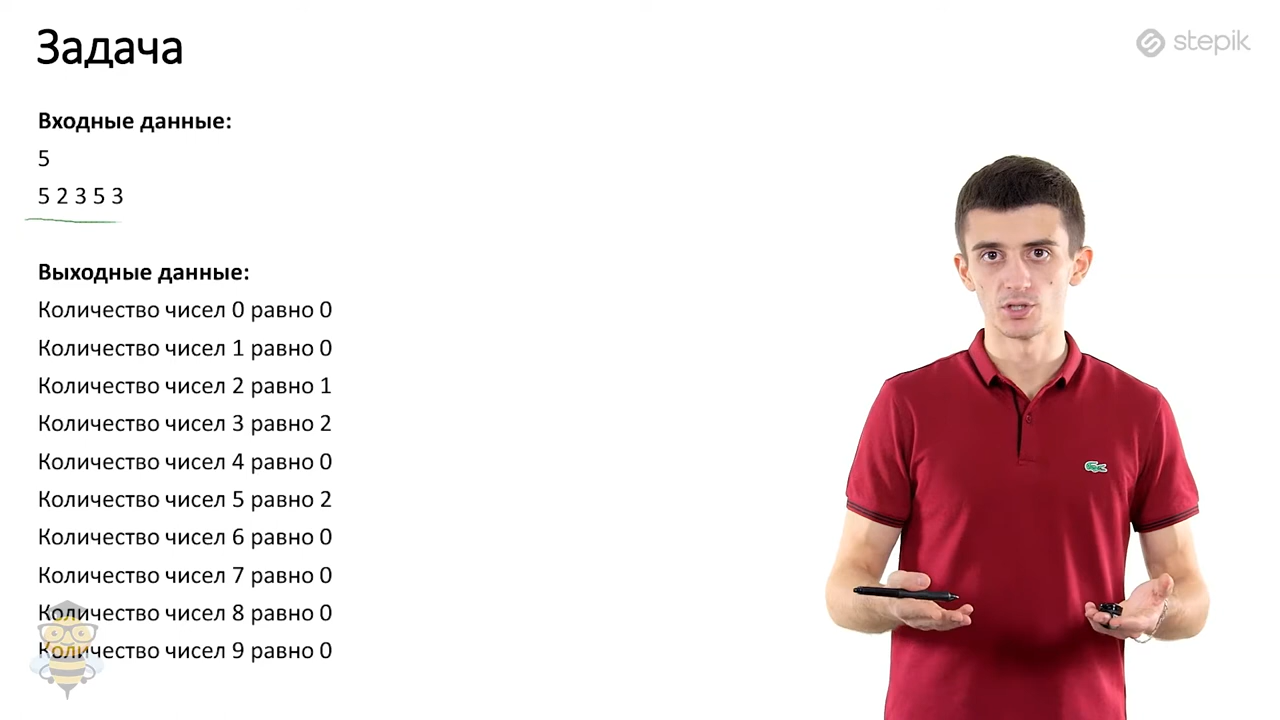 Задача
stepik
Входные данные:
5
5 2 3 5 3
Выходные данные:
Количество чисел 0 равно 0
Количество чисел 1 равно 0
Количество чисел 2 равно 1
Количество чисел 3 равно 2
Количество чисел 4 равно 0
Количество чисел 5 равно 2
Количество чисел 6 равно 0
Количество чисел 7 равно 0
Количество чисел 8 равно 0
Количество чисел 9 равно 0